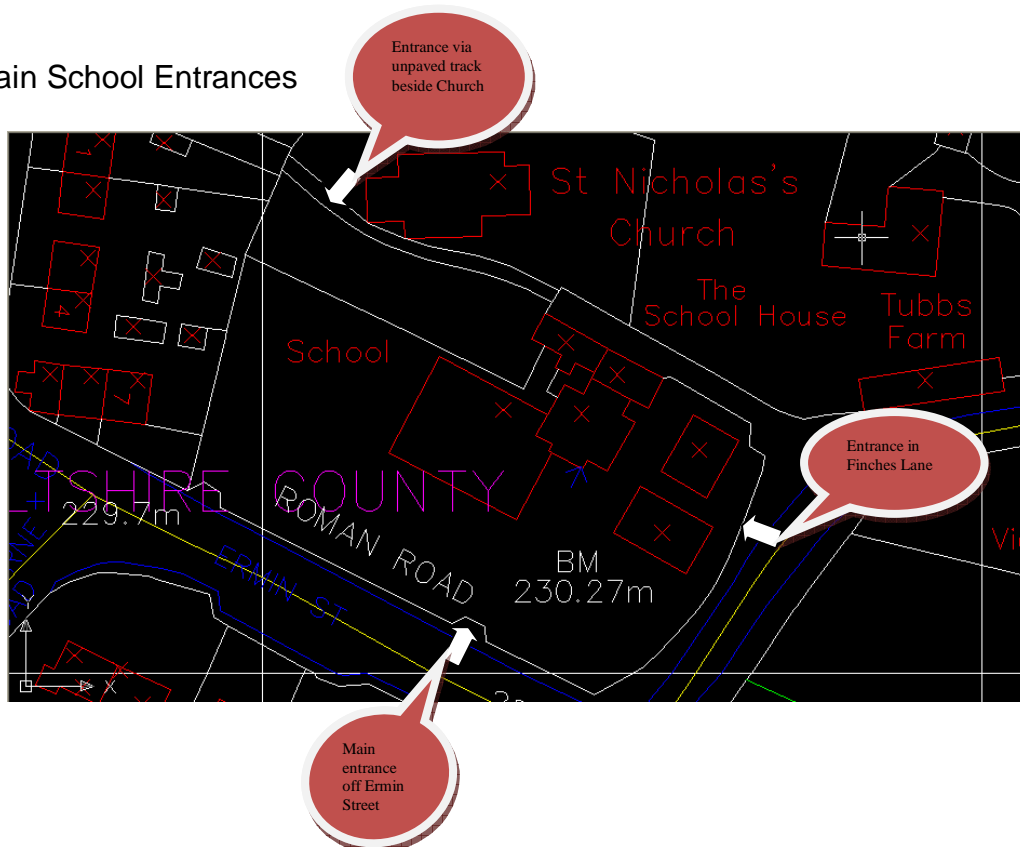 ain School Entrances
Entrance via
unpaved track
beside Church
St Nicholas's
Church
The
School House
Tubbs
Farm
School
Entrance in
Finches Lane
LTSHIRE COUNTY
229.7m
ROMAN ROAD
ERMIN ST
BM
230.27m
Vi
4
Y
X
Main
entrance
off Ermin
Street